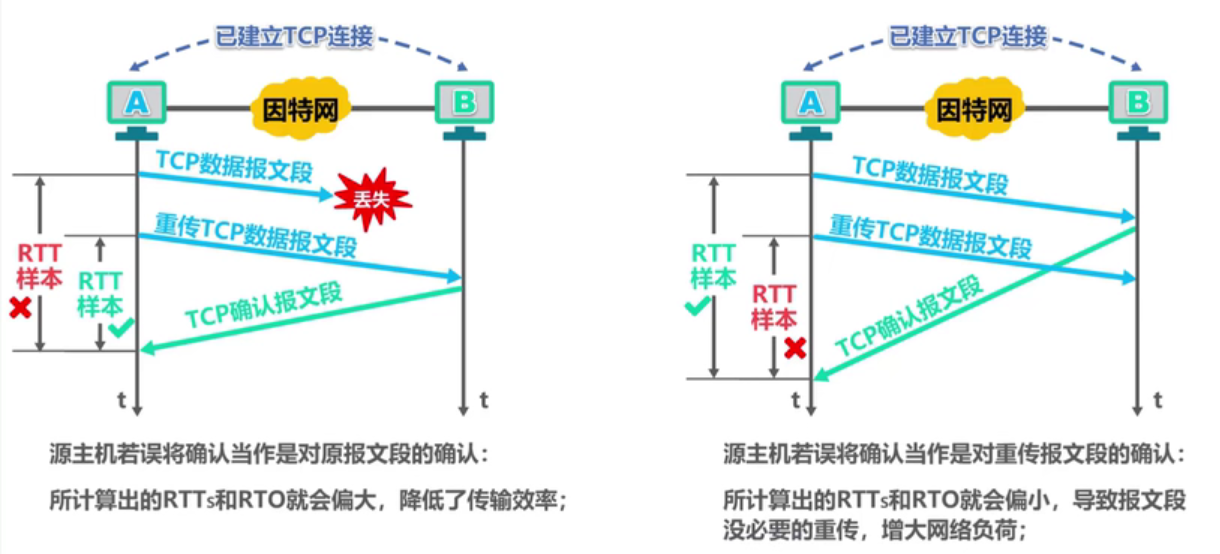 已建立TCP连接
A
因特网
B
TCP数据报文段
丢失
重传TCP数据报文段
RTT
样本
RTT
样本
TCP确认报文段
t
t
源主机若误将确认当作是对原报文段的确认：
所计算出的RTTs和RTO就会偏大，降低了传输效率；
已建立TCP连接
A
因特网
B
TCP数据报文段
重传TCP数据报文段
RTT
样本
RTT
样本
TCP确认报文段
t
t
源主机若误将确认当作是对重传报文段的确认：
所计算出的RTTs和RTO就会偏小，导致报文段
没必要的重传，增大网络负荷；